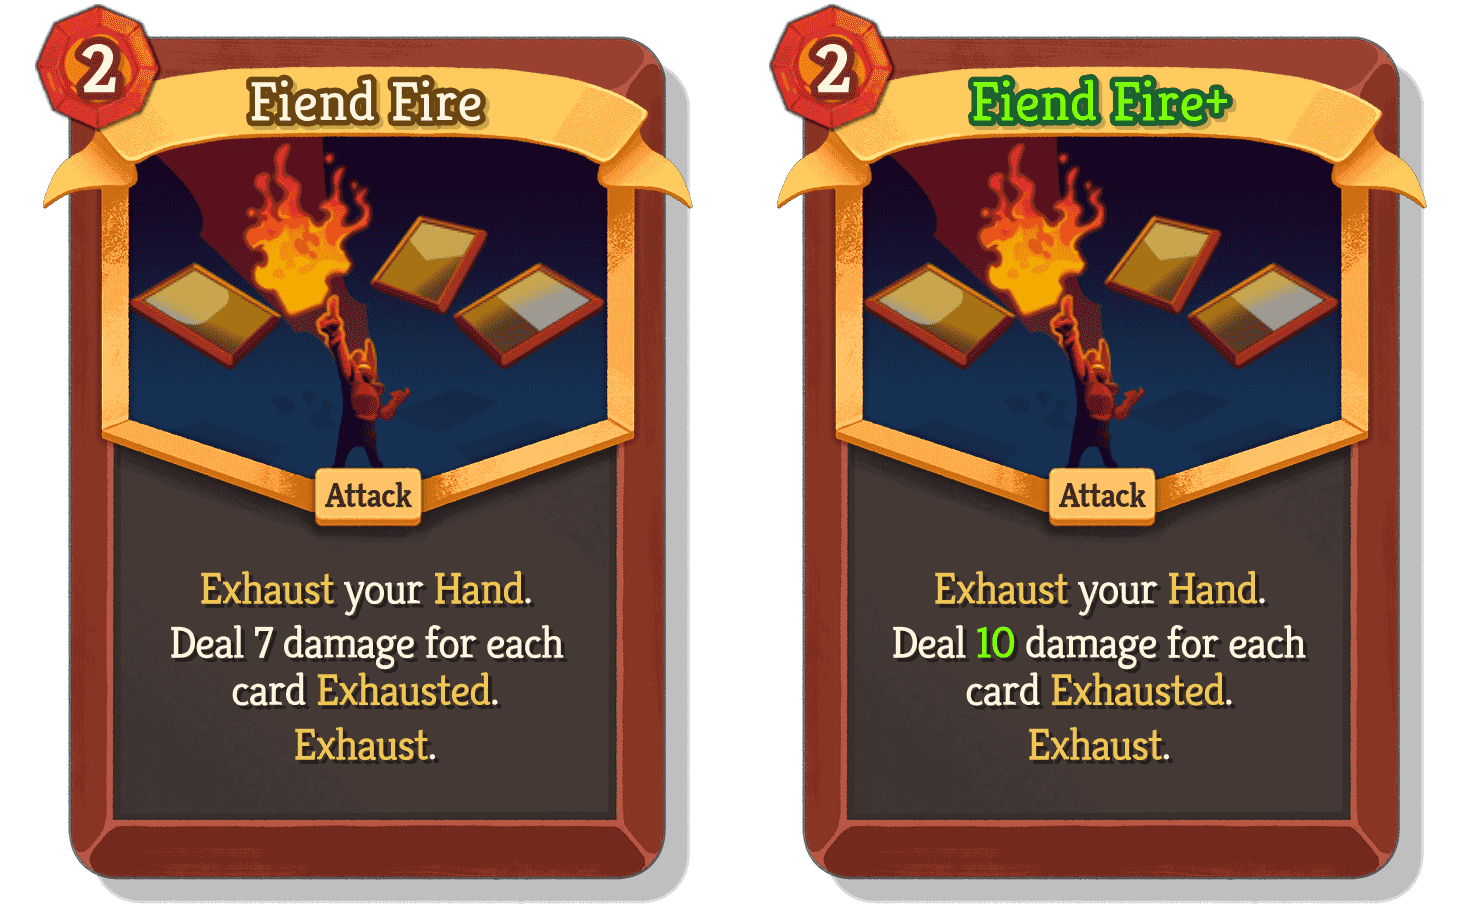 2
Fiend Fire
Attack
Exhaust your Hand.
Deal 7 damage for each
card Exhausted.
Exhaust.
2
Fiend Fire+
Attack
Exhaust your Hand.
Deal 10 damage for each
card Exhausted.
Exhaust.